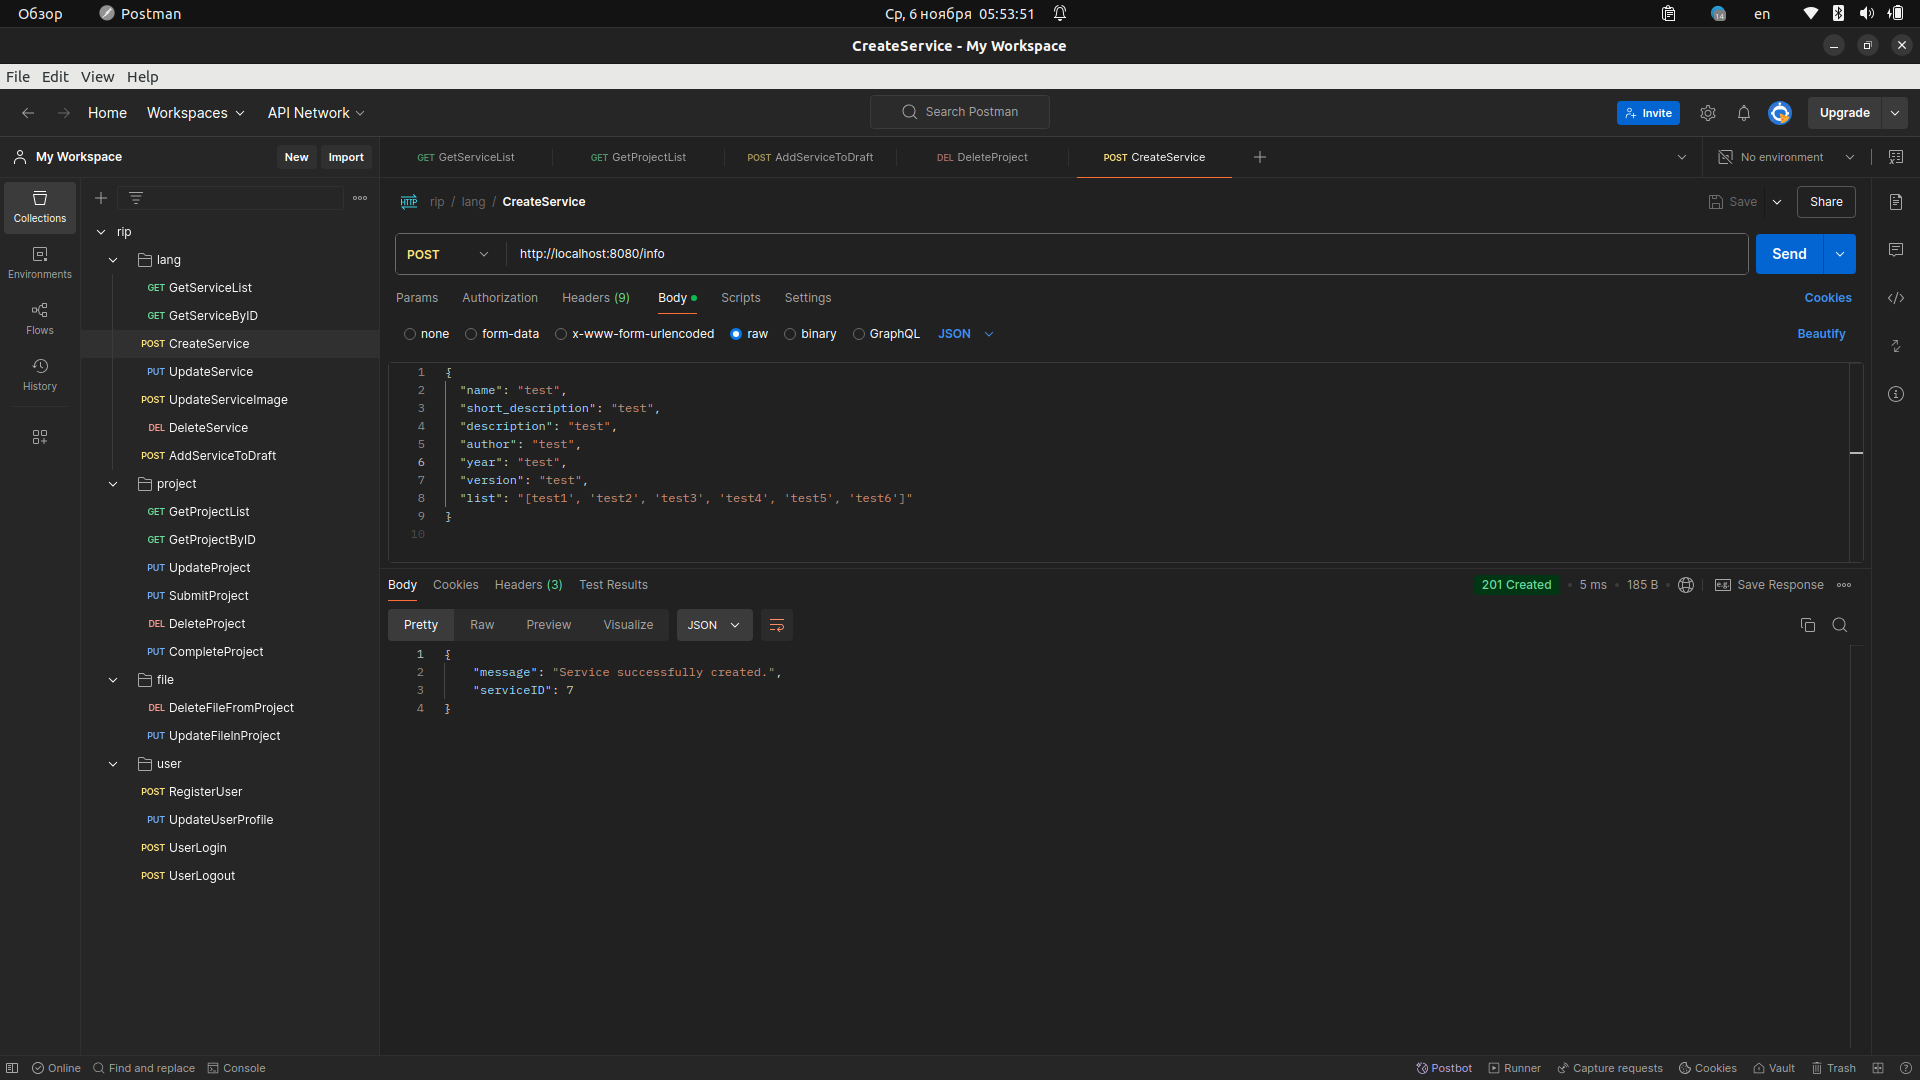 Обзор Postman Ср, 6 ноября 05:53:51 14 en
CreateService - My Workspace
File Edit View Help
Home Workspaces API Network Search Postman Invite Upgrade
My Workspace New Import GET GetServiceList GET GetProjectList POST AddServiceToDraft DEL DeleteProject POST CreateService No environment
Collections
Environments
Flows
History
rip
lang
GET GetServiceList
GET GetServiceByID
POST CreateService
PUT UpdateService
POST UpdateServiceImage
DEL DeleteService
POST AddServiceToDraft
project
GET GetProjectList
GET GetProjectByID
PUT UpdateProject
PUT SubmitProject
DEL DeleteProject
PUT CompleteProject
file
DEL DeleteFileFromProject
PUT UpdateFileInProject
user
POST RegisterUser
PUT UpdateUserProfile
POST UserLogin
POST UserLogout
HTTP rip / lang / CreateService Save Share
POST http://localhost:8080/info Send
Params Authorization Headers (9) Body Scripts Settings Cookies
none form-data x-www-form-urlencoded raw binary GraphQL JSON Beautify
1 {
2 "name": "test",
3 "short_description": "test",
4 "description": "test",
5 "author": "test",
6 "year": "test",
7 "version": "test",
8 "list": "[test1', 'test2', 'test3', 'test4', 'test5', 'test6']"
9 }
10
Body Cookies Headers (3) Test Results 201 Created 5 ms 185 B e.g. Save Response
Pretty Raw Preview Visualize JSON
1 {
2 "message": "Service successfully created.",
3 "serviceID": 7
4 }
Online Find and replace Console Postbot Runner Capture requests Cookies Vault Trash